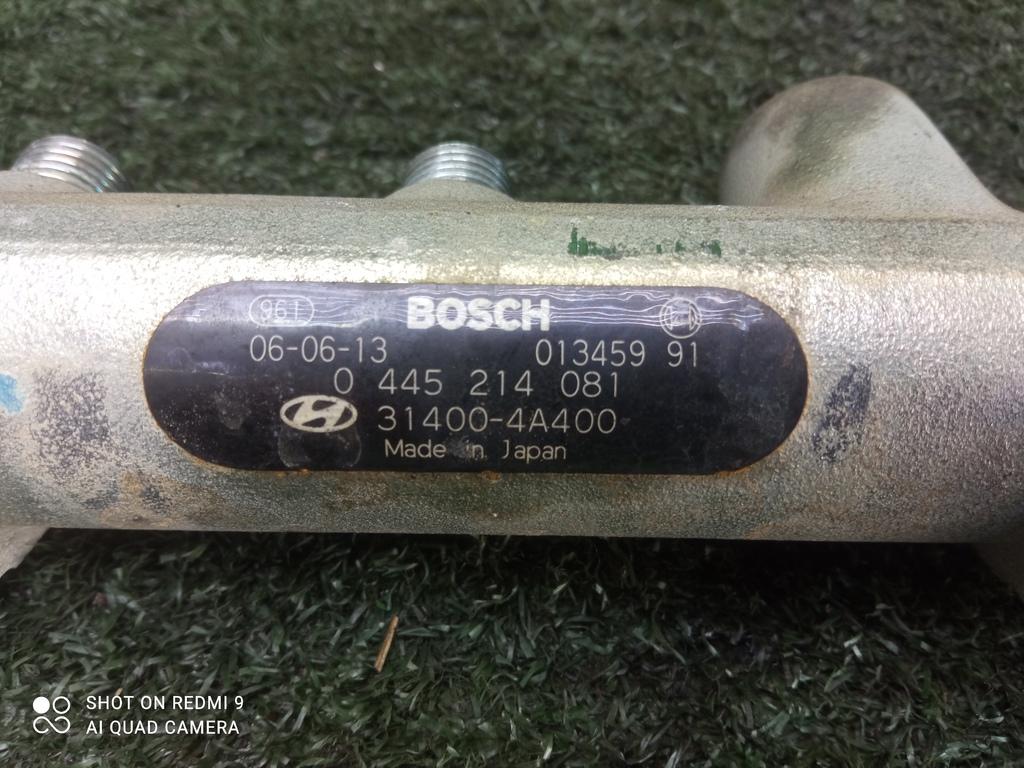 961 BOSCH
06-06-13 013459 91
0 445 214 081
31400-4A400
Made in Japan
SHOT ON REDMI 9
AI QUAD CAMERA